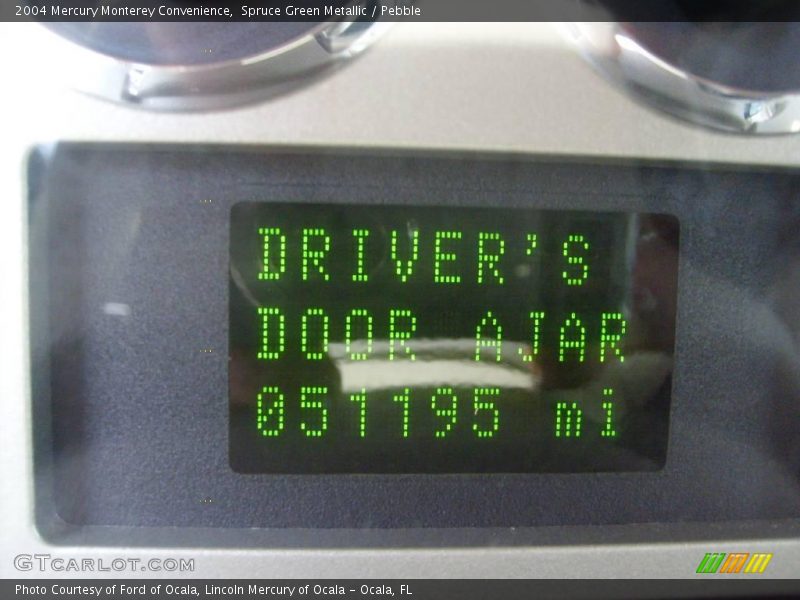 2004 Mercury Monterey Convenience,  Spruce Green Metallic / Pebble
DRIVER'S
DOOR AJAR
051195 mi
GTCARLOT.COM
Photo Courtesy of Ford of Ocala, Lincoln Mercury of Ocala - Ocala, FL